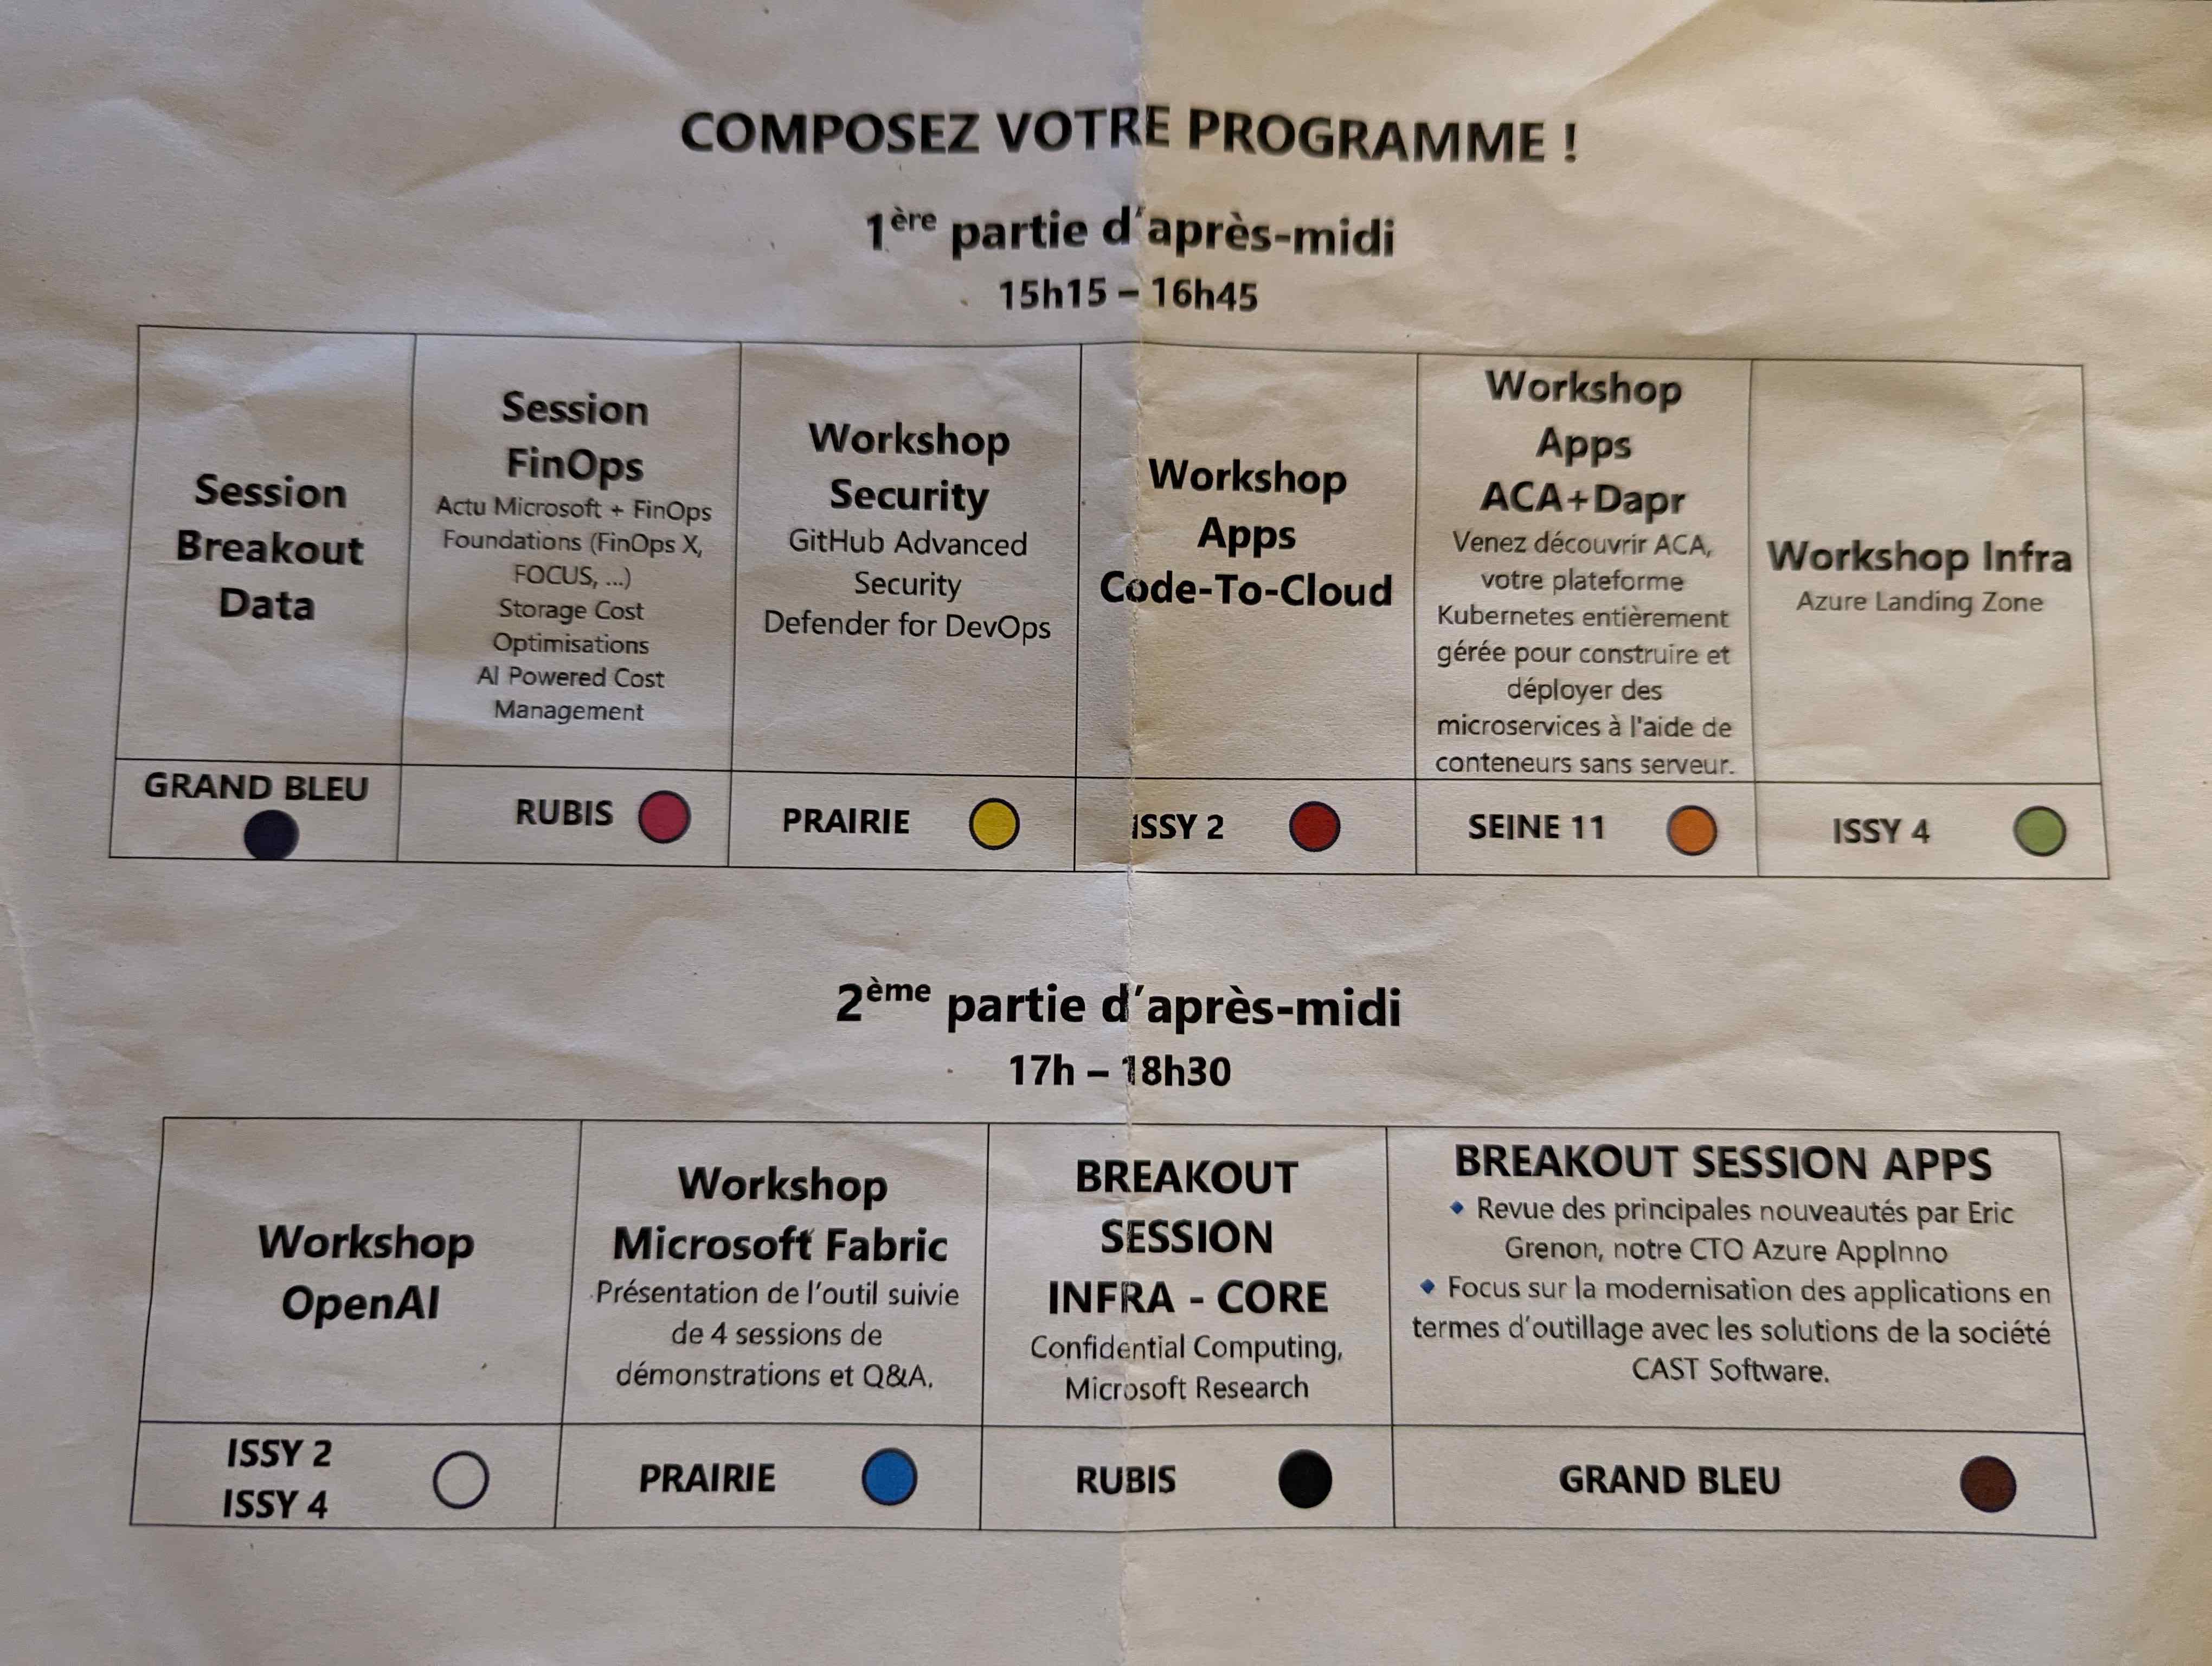 COMPOSEZ VOTRE PROGRAMME !
1ère partie d'après-midi
15h15 – 16h45
Session
Breakout
Data
GRAND BLEU
Session
FinOps
Actu Microsoft + FinOps
Foundations (FinOps X,
FOCUS, ...)
Storage Cost
Optimisations
AI Powered Cost
Management
RUBIS
Workshop
Security
GitHub Advanced
Security
Defender for DevOps
PRAIRIE
Workshop
Apps
Code-To-Cloud
ISSY 2
Workshop
Apps
ACA+Dapr
Venez découvrir ACA,
votre plateforme
Kubernetes entièrement
gérée pour construire et
déployer des
microservices à l'aide de
conteneurs sans serveur.
SEINE 11
Workshop Infra
Azure Landing Zone
ISSY 4
2ème partie d'après-midi
17h – 18h30
Workshop
OpenAI
ISSY 2
ISSY 4
Workshop
Microsoft Fabric
Présentation de l'outil suivie
de 4 sessions de
démonstrations et Q&A.
PRAIRIE
BREAKOUT
SESSION
INFRA - CORE
Confidential Computing,
Microsoft Research
RUBIS
BREAKOUT SESSION APPS
🔹 Revue des principales nouveautés par Eric
Grenon, notre CTO Azure AppInno
🔹 Focus sur la modernisation des applications en
termes d'outillage avec les solutions de la société
CAST Software.
GRAND BLEU